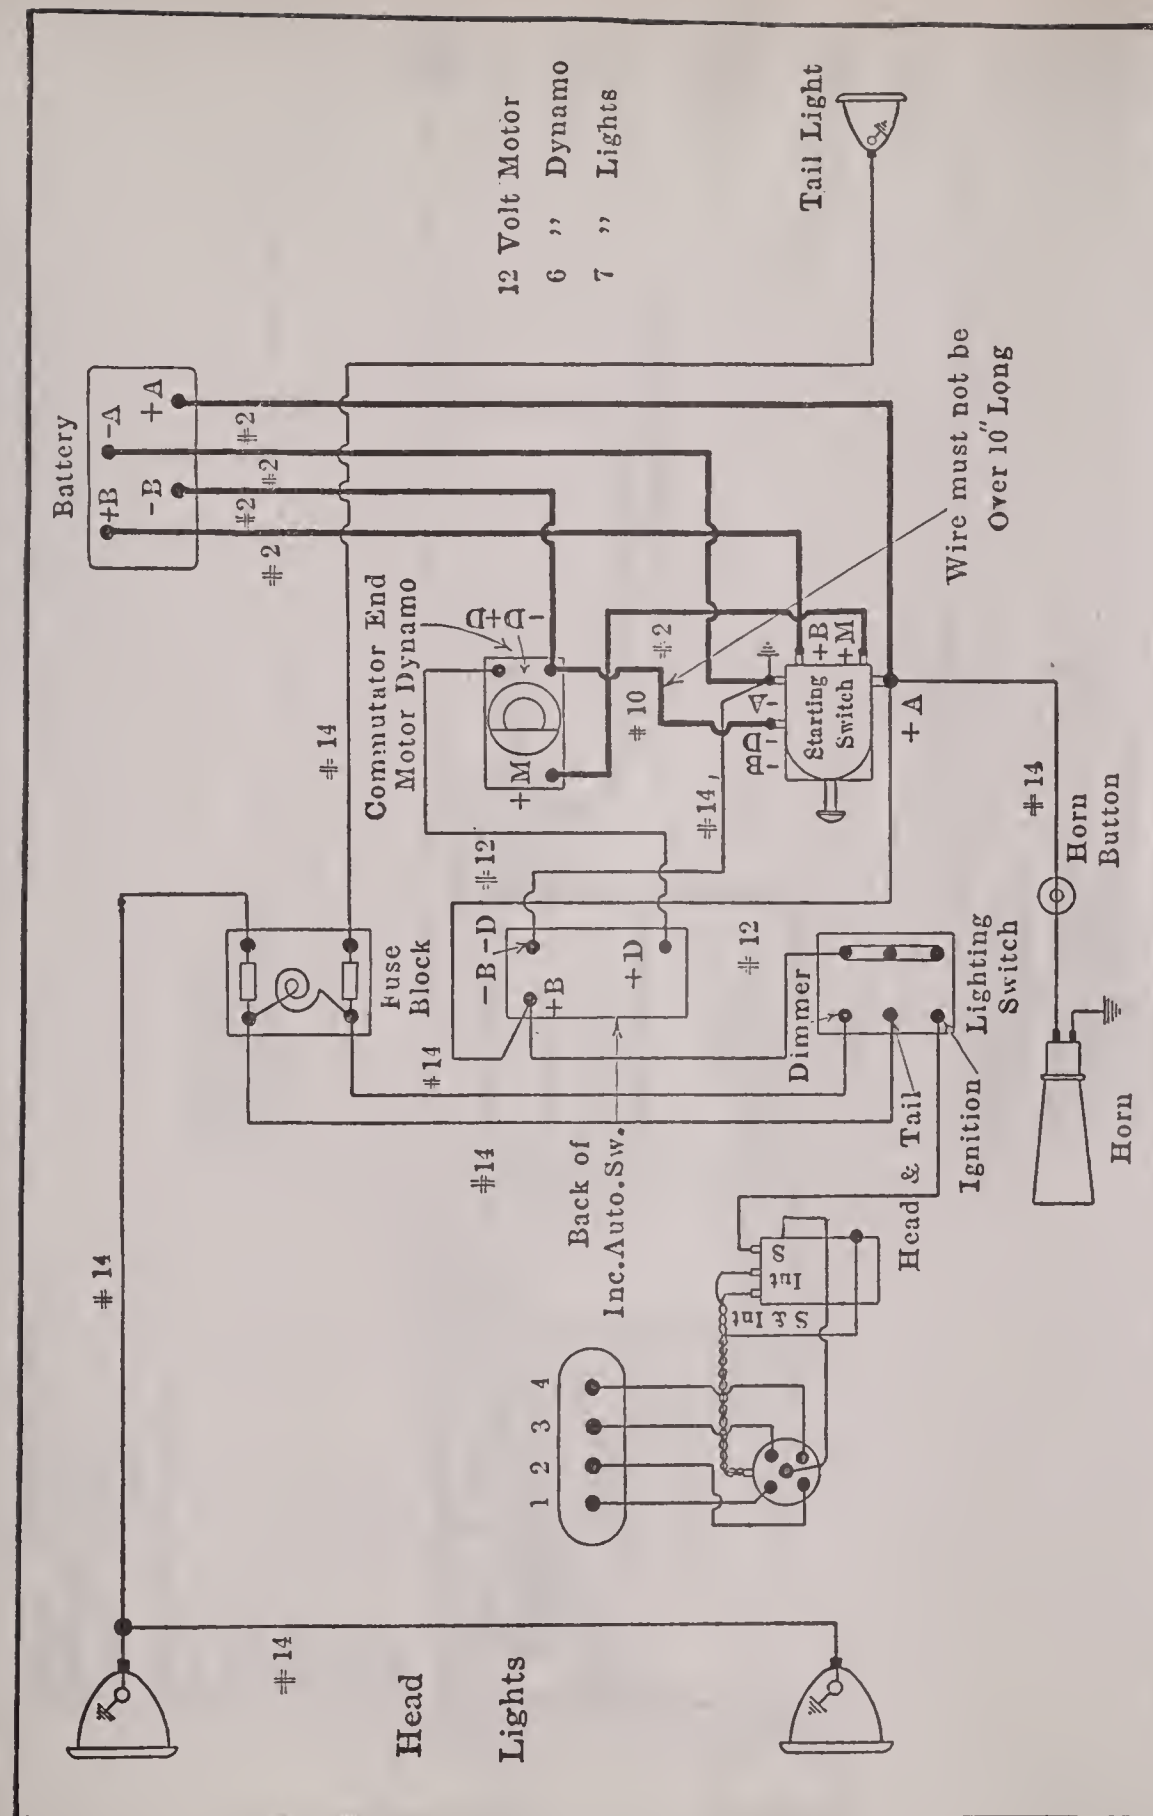 Battery
+B
-A
-B
+A
#2
#2
#2
#2
12 Volt Motor
6 ,, Dynamo
7 ,, Lights
Tail Light
Commutator End
Motor Dynamo
-D+D
+M
#14
#2
#10
Wire must not be
Over 10" Long
-A
-B
-D
+B
+M
Starting
Switch
+A
#14
#14
Horn
Button
Horn
Fuse
Block
#12
-B-D
+B
+D
#12
#14
#14
Back of
Inc.Auto.Sw.
Dimmer
Lighting
Switch
Head & Tail
Ignition
S
Int
S & Int
1 2 3 4
#14
#14
Head
Lights